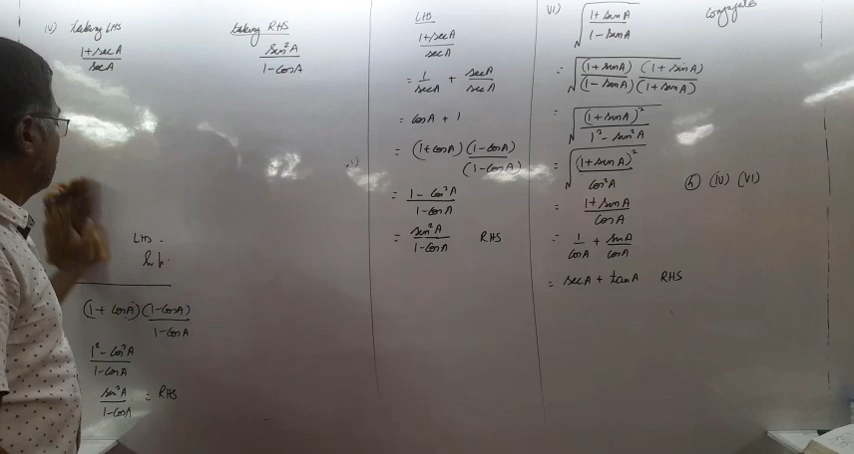 iv) taking LHS
1+secA
secA
LHS -
(1 + cosA) (1-cosA)
1-cosA
1² - cos²A
1-cosA
sin²A = RHS
1-cosA
taking RHS
sin²A
1-cosA
LHS
1+secA
secA
= 1 + secA
secA secA
= cosA + 1
= (1+cosA) (1-cosA)
(1-cosA)
= 1 - cos²A
1-cosA
= sin²A RHS
1-cosA
VI) √ 1+sinA
1-sinA
conjugate
= √ (1+sinA) (1+sinA)
(1-sinA) (1+sinA)
= √ (1+sinA)²
1² - sin²A
= √ (1+sinA)²
cos²A
= 1+sinA
cosA
= 1 + sinA
cosA cosA
= secA + tanA RHS
(IV) (VI)